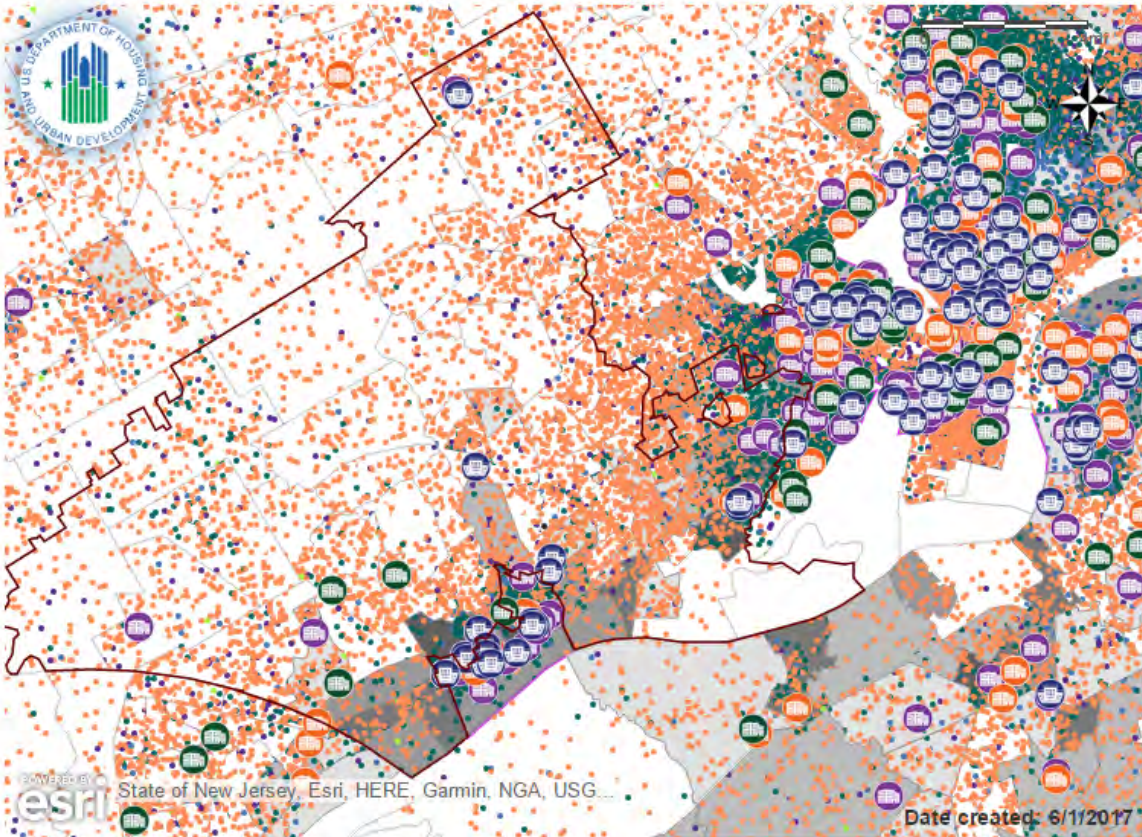 U.S. DEPARTMENT OF HOUSING
AND URBAN DEVELOPMENT
POWERED BY
esri
State of New Jersey, Esri, HERE, Garmin, NGA, USG...
Date created: 6/1/2017